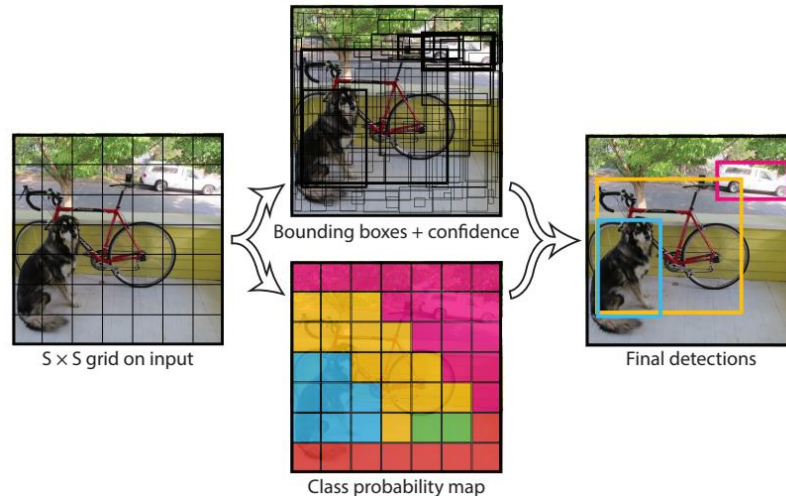 Bounding boxes + confidence
S × S grid on input
Final detections
Class probability map